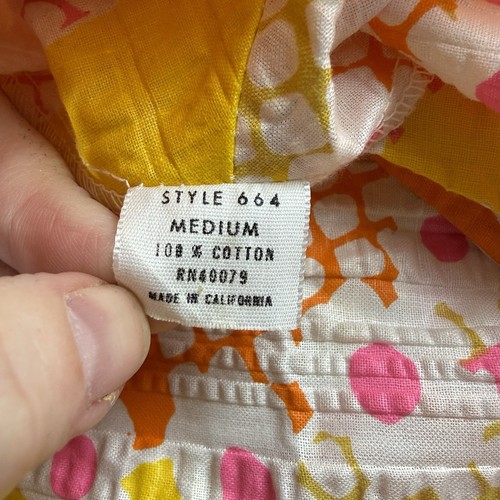 STYLE 664
MEDIUM
100 % COTTON
RN40079
MADE IN CALIFORNIA